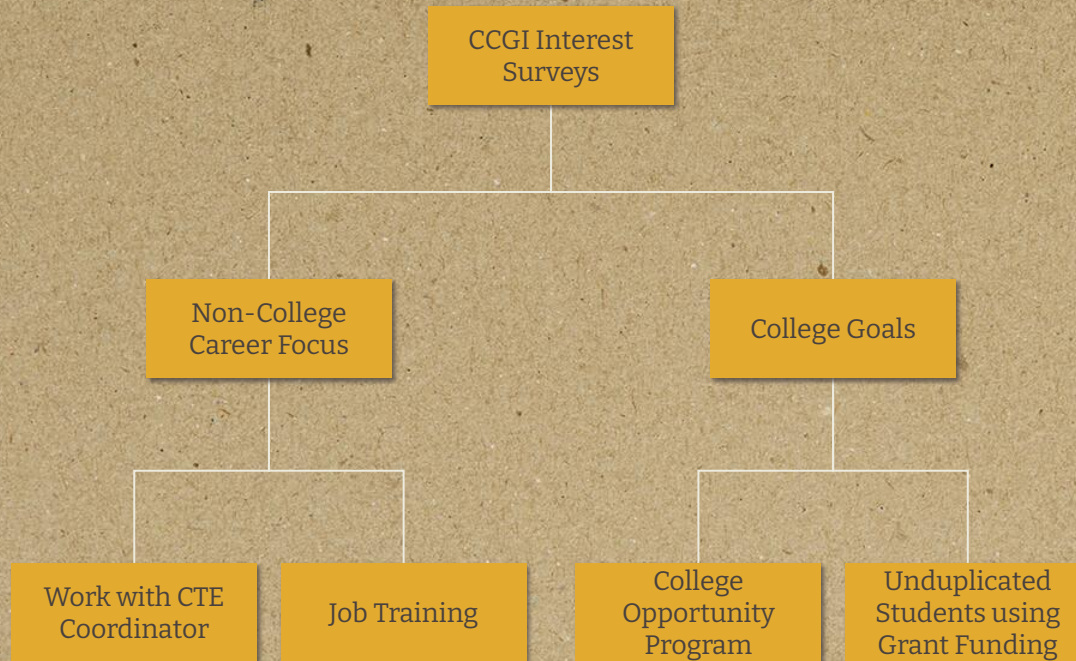 CCGI Interest
Surveys
Non-College
Career Focus
College Goals
Work with CTE
Coordinator
Job Training
College
Opportunity
Program
Unduplicated
Students using
Grant Funding